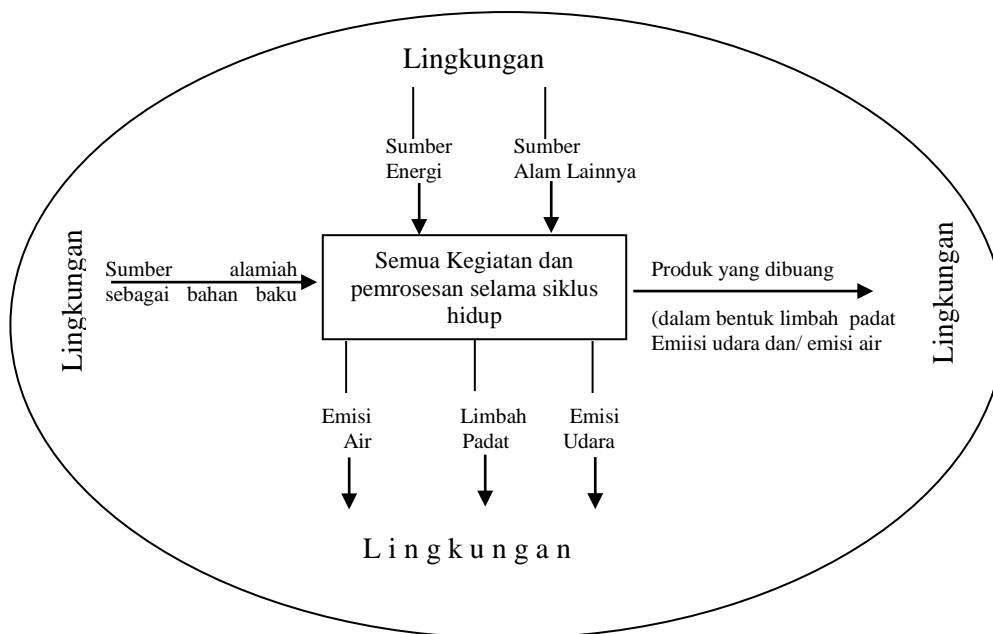 Lingkungan
Sumber
Energi
Sumber
Alam Lainnya
Lingkungan
Sumber alamiah
sebagai bahan baku
Semua Kegiatan dan
pemrosesan selama siklus
hidup
Produk yang dibuang
(dalam bentuk limbah padat
Emiisi udara dan/ emisi air
Lingkungan
Emisi
Air
Limbah
Padat
Emisi
Udara
Lingkungan